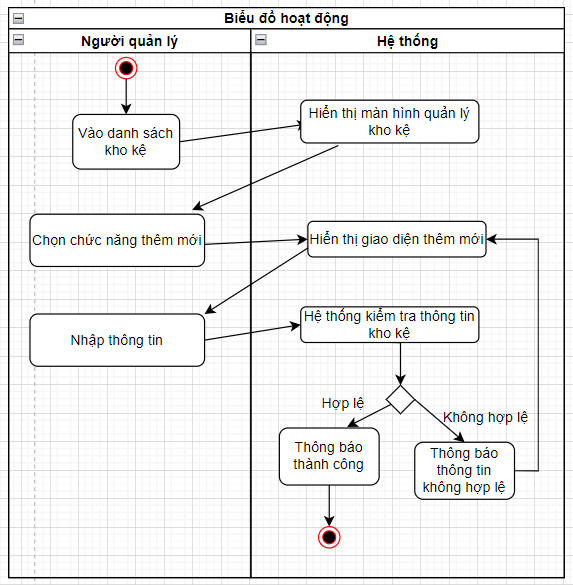 Biểu đồ hoạt động
Người quản lý
Hệ thống
Vào danh sách
kho kệ
Hiển thị màn hình quản lý
kho kệ
Chọn chức năng thêm mới
Hiển thị giao diện thêm mới
Nhập thông tin
Hệ thống kiểm tra thông tin
kho kệ
Hợp lệ
Không hợp lệ
Thông báo
thành công
Thông báo
thông tin
không hợp lệ